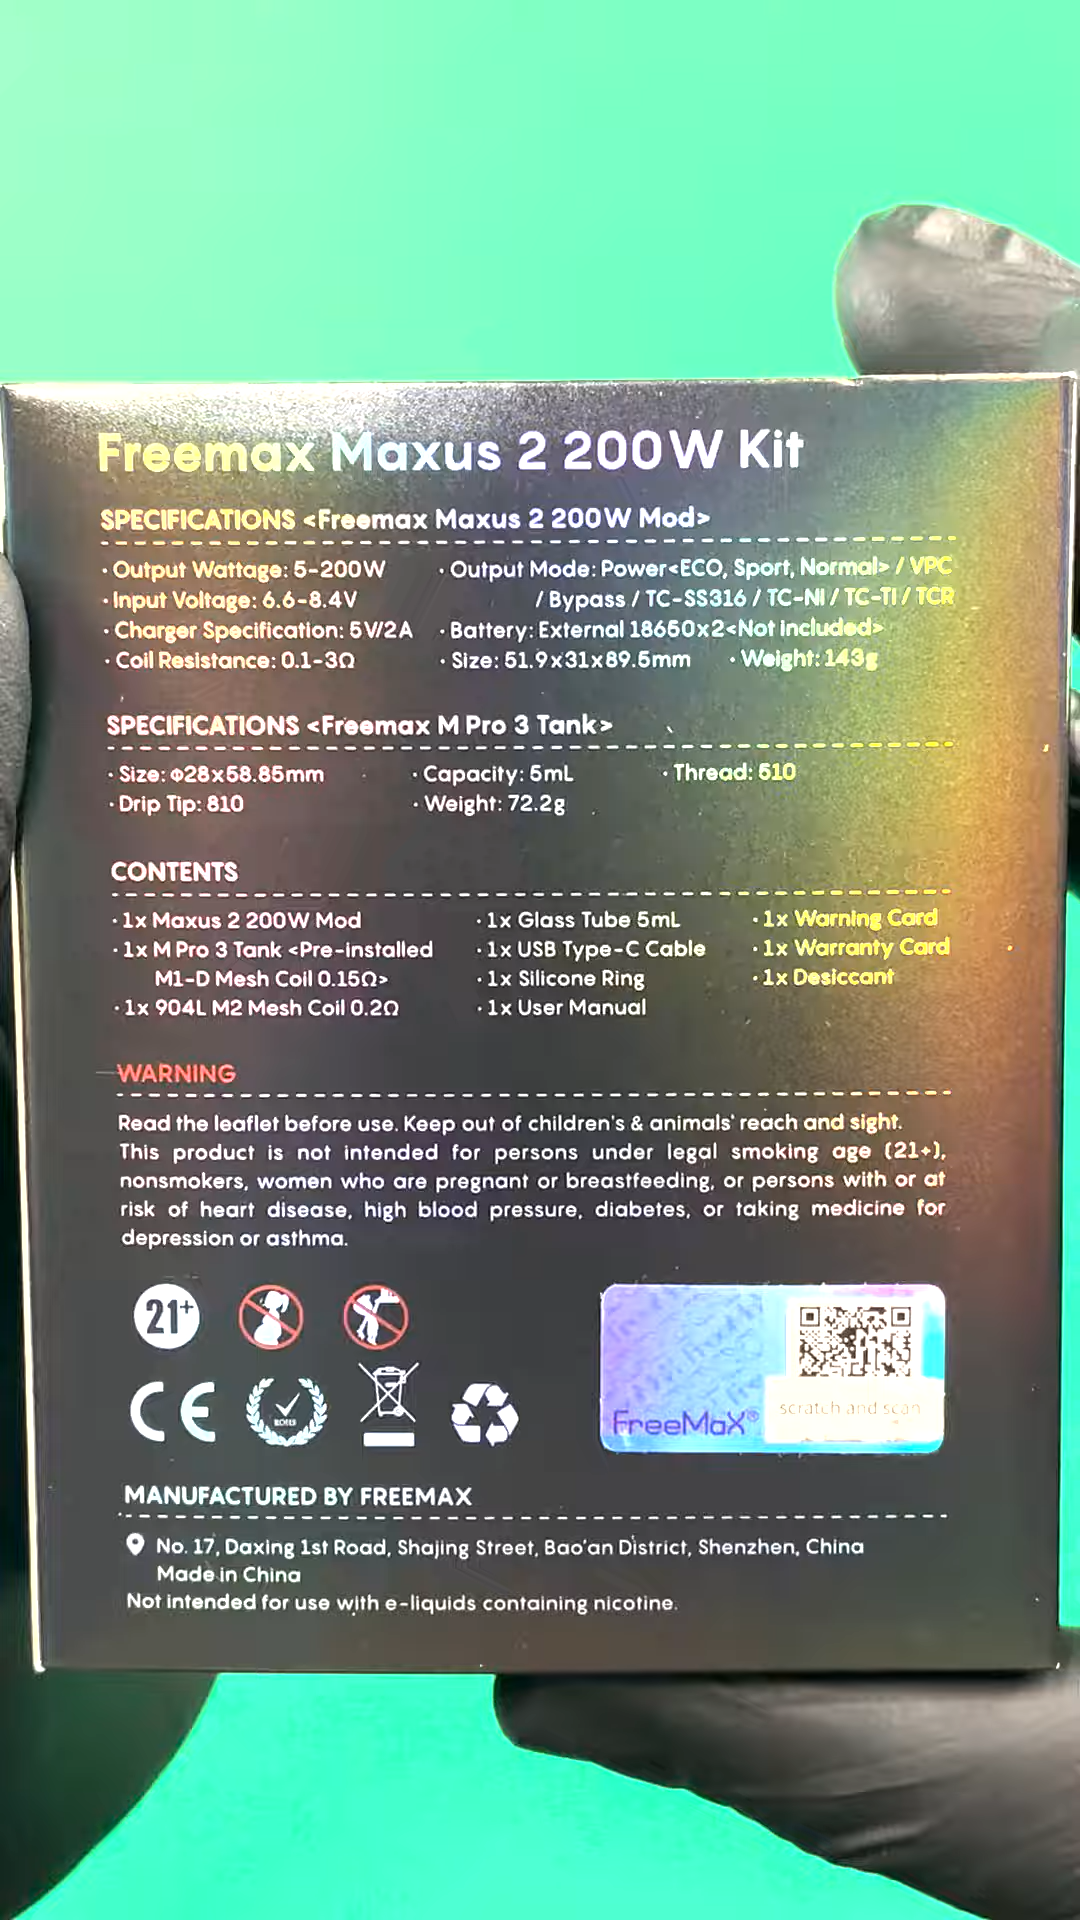 Freemax Maxus 2 200W Kit
SPECIFICATIONS <Freemax Maxus 2 200W Mod>
· Output Wattage: 5-200W
· Input Voltage: 6.6-8.4V
· Charger Specification: 5V/2A
· Coil Resistance: 0.1-3Ω
· Output Mode: Power<ECO, Sport, Normal> / VPC
/ Bypass / TC-SS316 / TC-NI / TC-TI / TCR
· Battery: External 18650x2<Not included>
· Size: 51.9x31x89.5mm · Weight: 143g
SPECIFICATIONS <Freemax M Pro 3 Tank>
· Size: Φ28x58.85mm · Capacity: 5mL · Thread: 510
· Drip Tip: 810 · Weight: 72.2g
CONTENTS
· 1x Maxus 2 200W Mod
· 1x M Pro 3 Tank <Pre-installed
M1-D Mesh Coil 0.15Ω>
· 1x 904L M2 Mesh Coil 0.2Ω
· 1x Glass Tube 5mL
· 1x USB Type-C Cable
· 1x Silicone Ring
· 1x User Manual
· 1x Warning Card
· 1x Warranty Card
· 1x Desiccant
WARNING
Read the leaflet before use. Keep out of children's & animals' reach and sight.
This product is not intended for persons under legal smoking age (21+),
nonsmokers, women who are pregnant or breastfeeding, or persons with or at
risk of heart disease, high blood pressure, diabetes, or taking medicine for
depression or asthma.
21+
CE
ROHS
FreeMaX®
scratch and scan
MANUFACTURED BY FREEMAX
No. 17, Daxing 1st Road, Shajing Street, Bao'an District, Shenzhen, China
Made in China
Not intended for use with e-liquids containing nicotine.